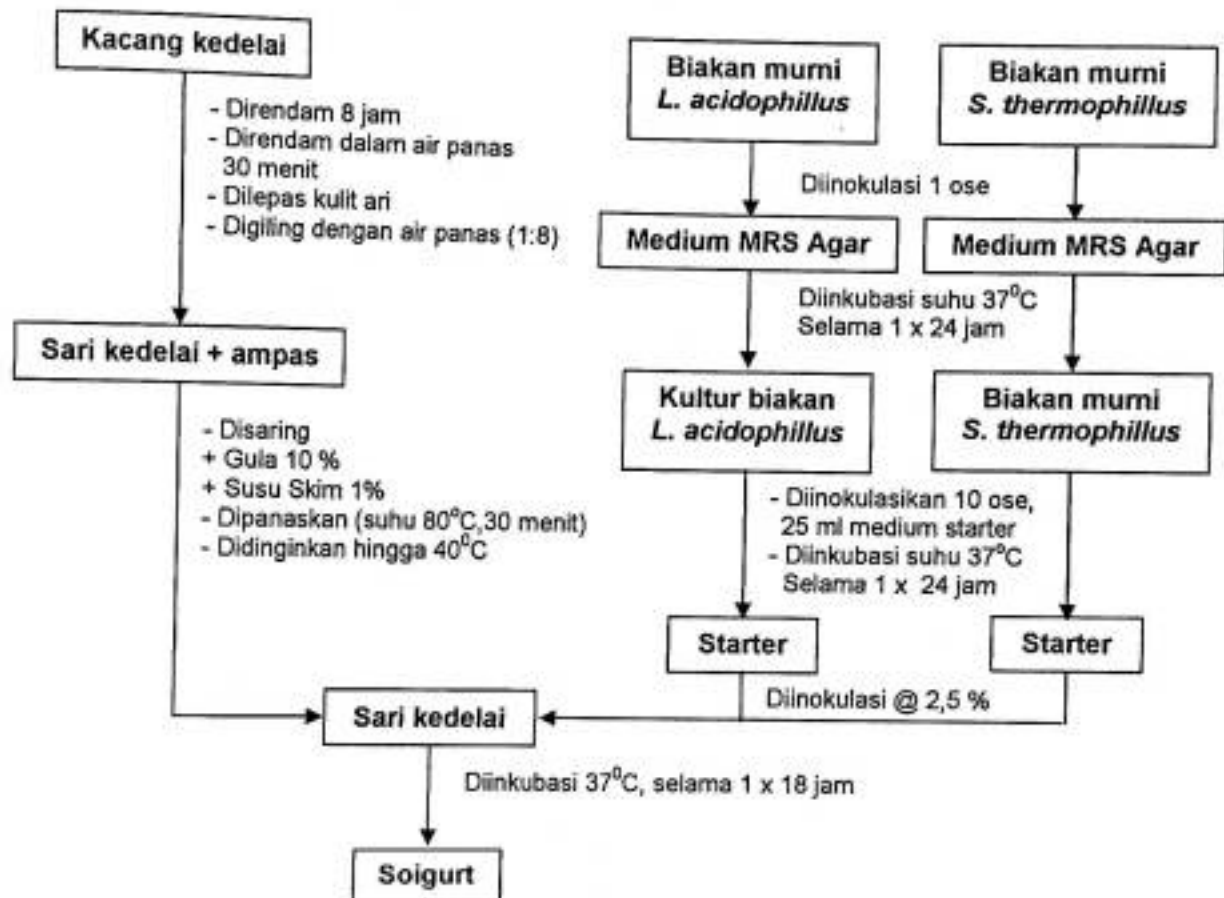 Kacang kedelai
- Direndam 8 jam
- Direndam dalam air panas
30 menit
- Dilepas kulit ari
- Digiling dengan air panas (1:8)
Sari kedelai + ampas
- Disaring
+ Gula 10 %
+ Susu Skim 1%
- Dipanaskan (suhu 80°C,30 menit)
- Didinginkan hingga 40⁰C
Biakan murni
L. acidophillus
Biakan murni
S. thermophillus
Diinokulasi 1 ose
Medium MRS Agar
Medium MRS Agar
Diinkubasi suhu 37⁰C
Selama 1 x 24 jam
Kultur biakan
L. acidophillus
Biakan murni
S. thermophillus
- Diinokulasikan 10 ose,
25 ml medium starter
- Diinkubasi suhu 37⁰C
Selama 1 x 24 jam
Starter
Starter
Diinokulasi @ 2,5 %
Sari kedelai
Diinkubasi 37⁰C, selama 1 x 18 jam
Soigurt